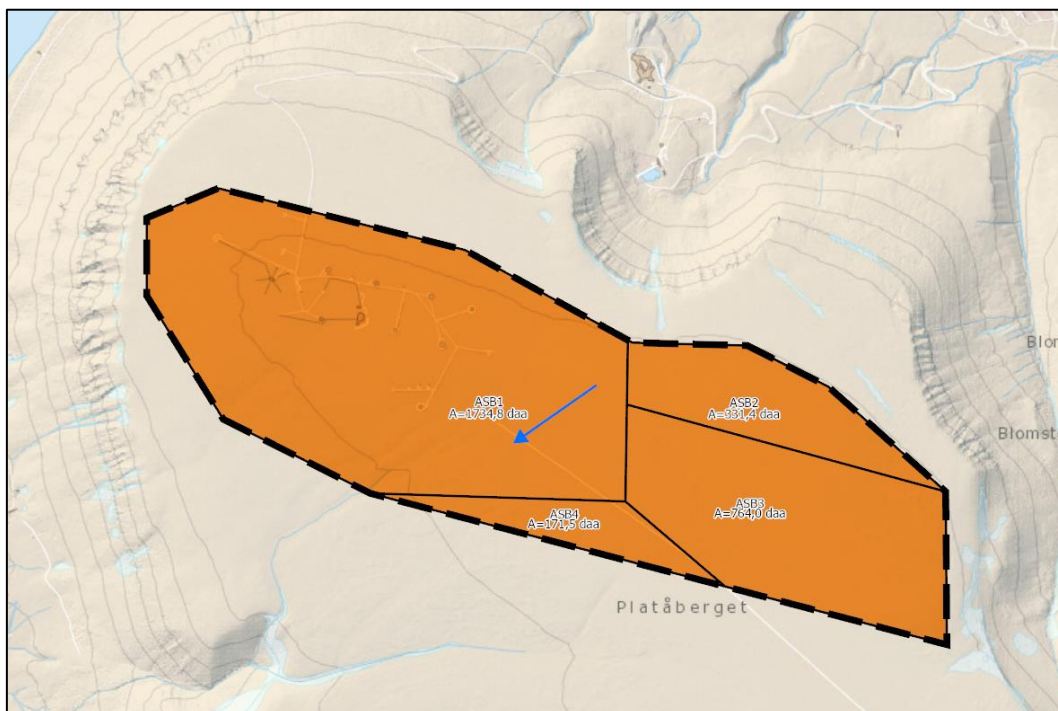 Blom
ASB1
A=1734,8 daa
ASB2
A=331,4 daa
Blomst
ASB3
A=764,0 daa
ASB4
A=171,5 daa
Platåberget